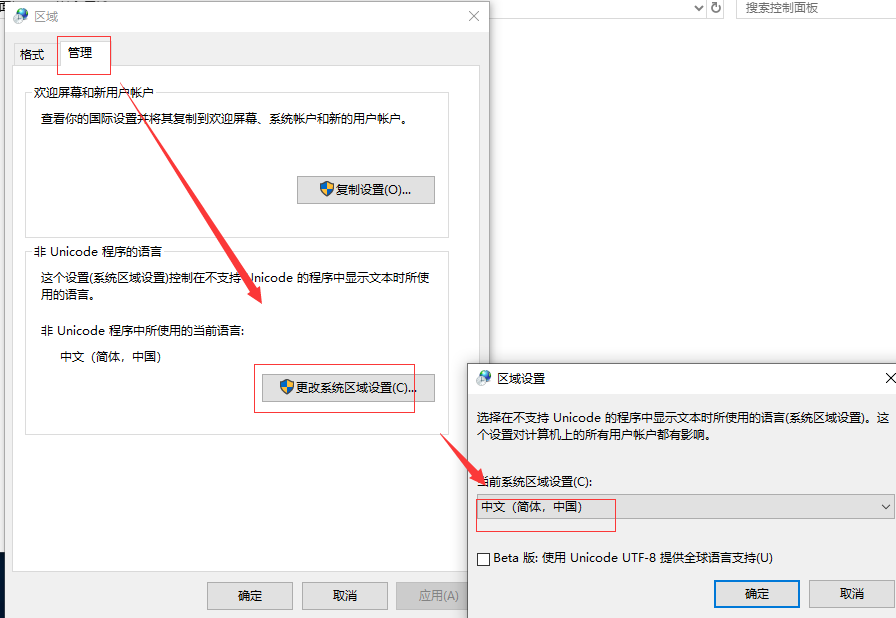 区域
搜索控制面板
格式
管理
欢迎屏幕和新用户帐户
查看你的国际设置并将其复制到欢迎屏幕、系统帐户和新的用户帐户。
复制设置(O)...
非 Unicode 程序的语言
这个设置(系统区域设置)控制在不支持 Unicode 的程序中显示文本时所使
用的语言。
非 Unicode 程序中所使用的当前语言:
中文（简体，中国）
更改系统区域设置(C)...
确定
取消
应用(A)
区域设置
选择在不支持 Unicode 的程序中显示文本时所使用的语言(系统区域设置)。这
个设置对计算机上的所有用户帐户都有影响。
当前系统区域设置(C):
中文（简体，中国）
Beta 版: 使用 Unicode UTF-8 提供全球语言支持(U)
确定
取消